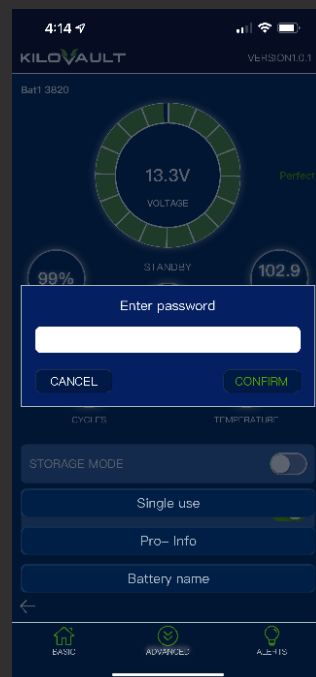 4:14
KILOVAULT
VERSION1.0.1
Bat1 3820
13.3V
Perfect
VOLTAGE
STANDBY
99%
102.9
Enter password
CANCEL
CONFIRM
CYCLES
TEMPERATURE
STORAGE MODE
Single use
Pro- Info
Battery name
BASIC
ADVANCED
ALERTS